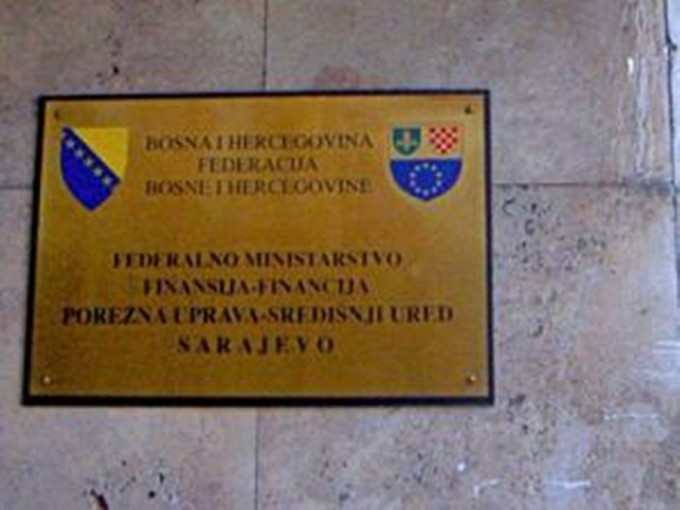 BOSNA I HERCEGOVINA
FEDERACIJA
BOSNE I HERCEGOVINE
FEDERALNO MINISTARSTVO
FINANSIJA-FINANCIJA
POREZNA UPRAVA-SREDISNJI URED
SARAJEVO